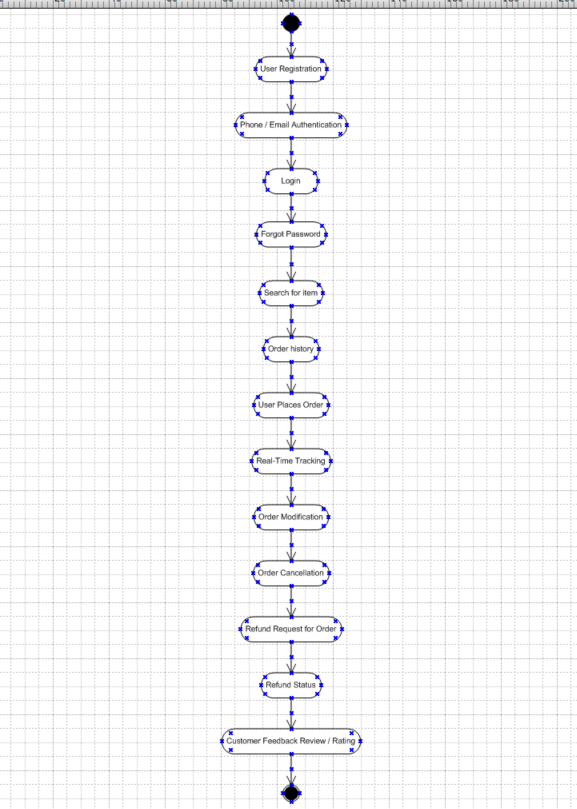 User Registration
Phone / Email Authentication
Login
Forgot Password
Search for item
Order history
User Places Order
Real-Time Tracking
Order Modification
Order Cancellation
Refund Request for Order
Refund Status
Customer Feedback Review / Rating